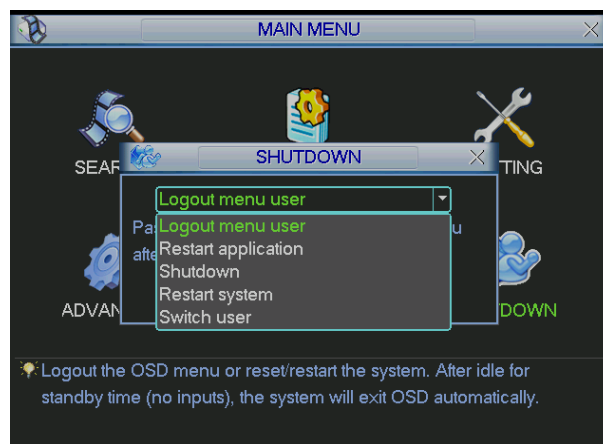 MAIN MENU
SEAR
TING
SHUTDOWN
Logout menu user
Pa u
Logout menu user
afte
Restart application
Shutdown
Restart system
Switch user
ADVAN
DOWN
Logout the OSD menu or reset/restart the system. After idle for
standby time (no inputs), the system will exit OSD automatically.